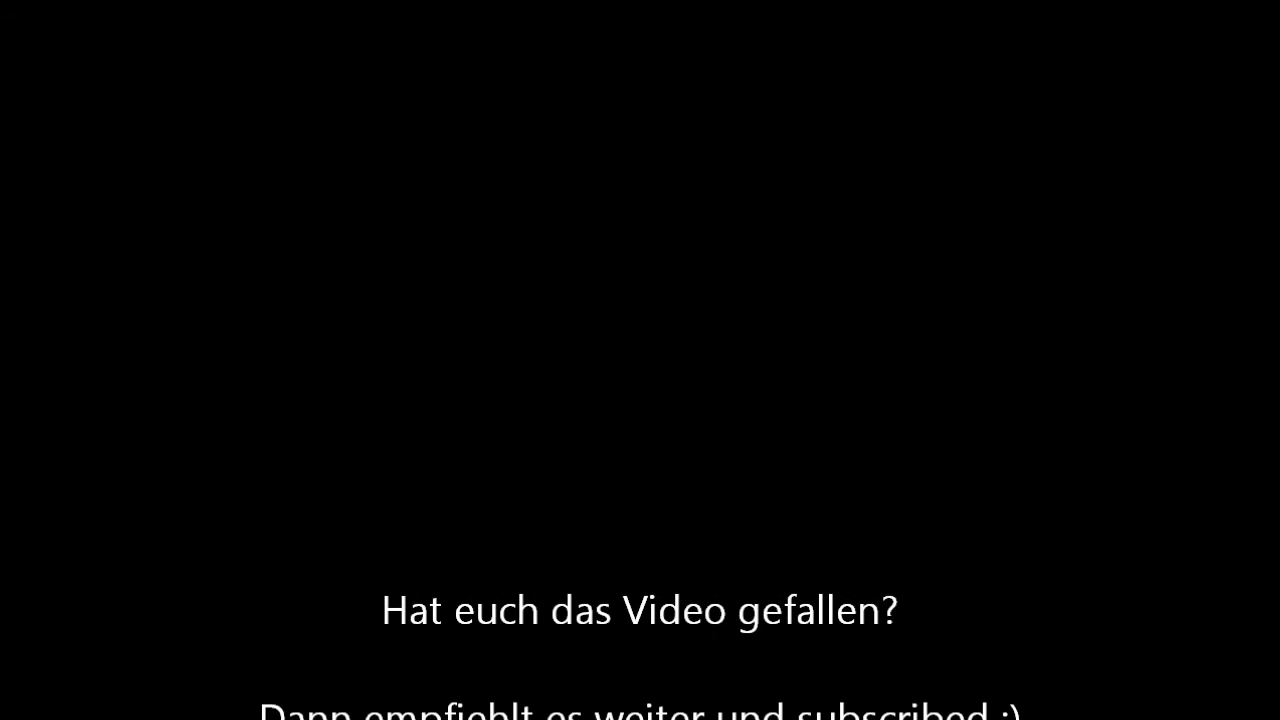 Hat euch das Video gefallen?
Dann empfiehlt es weiter und subscribed :)